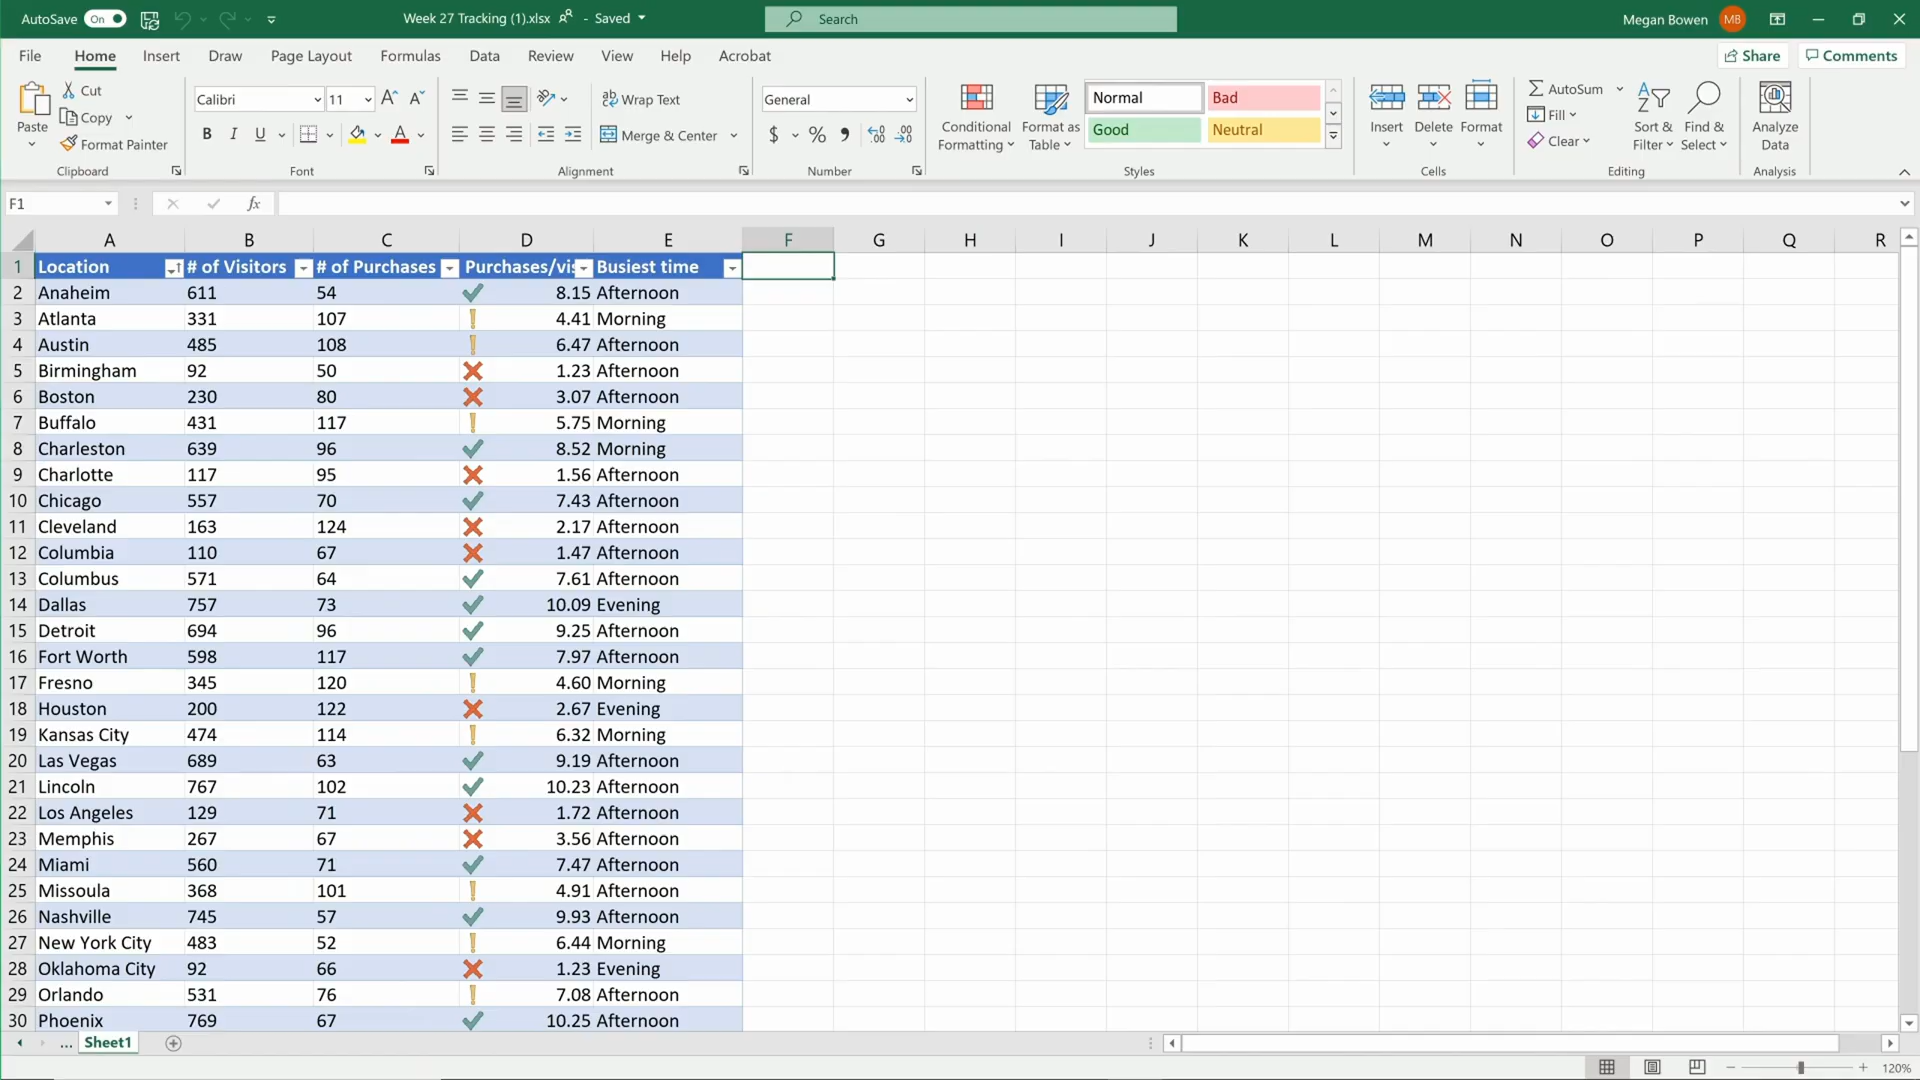 AutoSave On Week 27 Tracking (1).xlsx - Saved Search Megan Bowen MB
File Home Insert Draw Page Layout Formulas Data Review View Help Acrobat Share Comments
Paste Cut Copy Format Painter Clipboard
Calibri 11 B I U A Font
Wrap Text Merge & Center Alignment
General $ % Number
Conditional Formatting Format as Table Normal Bad Good Neutral Styles
Insert Delete Format Cells
AutoSum Fill Clear Sort & Filter Find & Select Editing
Analyze Data Analysis
F1 fx
A B C D E F G H I J K L M N O P Q R
1 Location # of Visitors # of Purchases Purchases/vis Busiest time
2 Anaheim 611 54 8.15 Afternoon
3 Atlanta 331 107 4.41 Morning
4 Austin 485 108 6.47 Afternoon
5 Birmingham 92 50 1.23 Afternoon
6 Boston 230 80 3.07 Afternoon
7 Buffalo 431 117 5.75 Morning
8 Charleston 639 96 8.52 Morning
9 Charlotte 117 95 1.56 Afternoon
10 Chicago 557 70 7.43 Afternoon
11 Cleveland 163 124 2.17 Afternoon
12 Columbia 110 67 1.47 Afternoon
13 Columbus 571 64 7.61 Afternoon
14 Dallas 757 73 10.09 Evening
15 Detroit 694 96 9.25 Afternoon
16 Fort Worth 598 117 7.97 Afternoon
17 Fresno 345 120 4.60 Morning
18 Houston 200 122 2.67 Evening
19 Kansas City 474 114 6.32 Morning
20 Las Vegas 689 63 9.19 Afternoon
21 Lincoln 767 102 10.23 Afternoon
22 Los Angeles 129 71 1.72 Afternoon
23 Memphis 267 67 3.56 Afternoon
24 Miami 560 71 7.47 Afternoon
25 Missoula 368 101 4.91 Afternoon
26 Nashville 745 57 9.93 Afternoon
27 New York City 483 52 6.44 Morning
28 Oklahoma City 92 66 1.23 Evening
29 Orlando 531 76 7.08 Afternoon
30 Phoenix 769 67 10.25 Afternoon
... Sheet1
120%